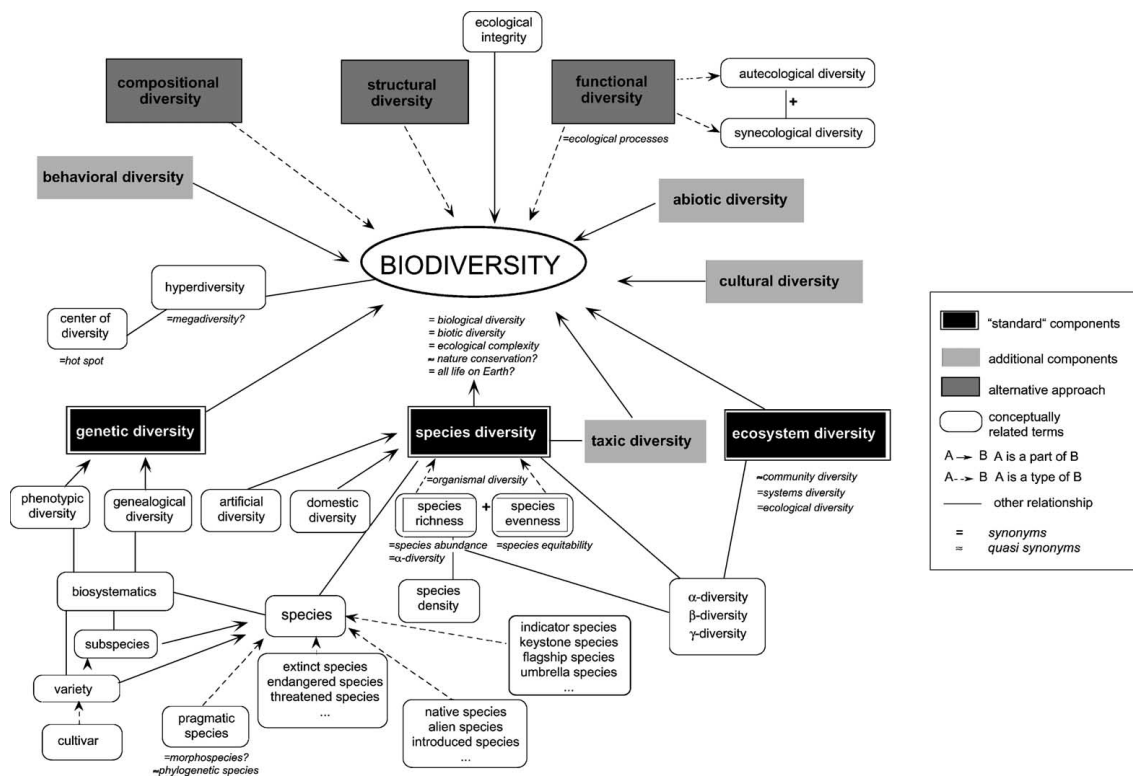 ecological
integrity
compositional
diversity
structural
diversity
functional
diversity
=ecological processes
autecological diversity
+
synecological diversity
behavioral diversity
abiotic diversity
BIODIVERSITY
cultural diversity
hyperdiversity
=megadiversity?
center of
diversity
=hot spot
= biological diversity
= biotic diversity
= ecological complexity
≈ nature conservation?
= all life on Earth?
genetic diversity
species diversity
taxic diversity
ecosystem diversity
=organismal diversity
≈community diversity
=systems diversity
=ecological diversity
phenotypic
diversity
genealogical
diversity
artificial
diversity
domestic
diversity
species
richness
+
species
evenness
=species abundance
=α-diversity
=species equitability
species
density
α-diversity
β-diversity
γ-diversity
biosystematics
subspecies
species
variety
cultivar
pragmatic
species
=morphospecies?
≈phylogenetic species
extinct species
endangered species
threatened species
...
indicator species
keystone species
flagship species
umbrella species
...
native species
alien species
introduced species
...
"standard" components
additional components
alternative approach
conceptually
related terms
A → B A is a part of B
A --> B A is a type of B
other relationship
= synonyms
≈ quasi synonyms